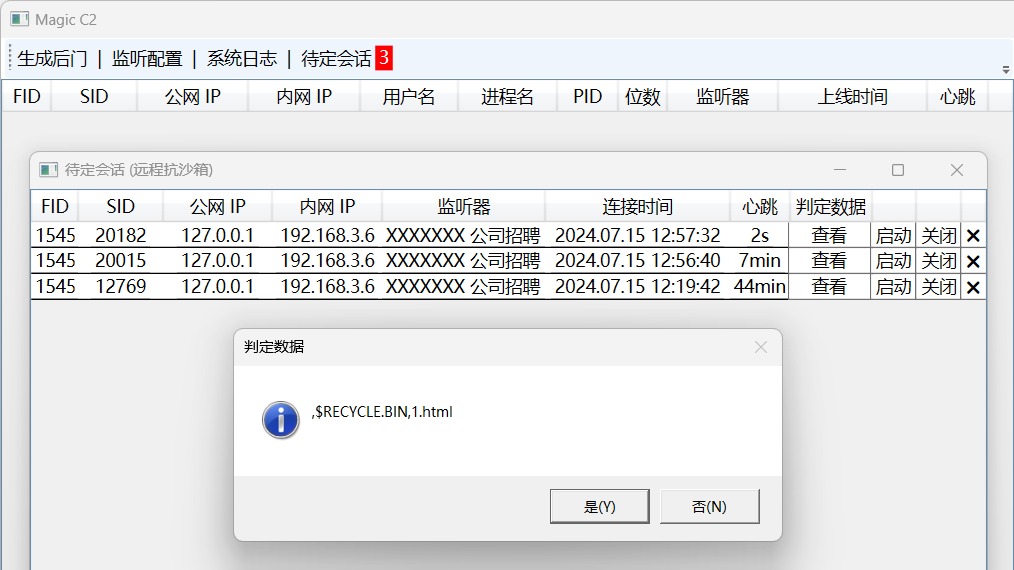 Magic C2
生成后门 | 监听配置 | 系统日志 | 待定会话 3
FID SID 公网 IP 内网 IP 用户名 进程名 PID 位数 监听器 上线时间 心跳
待定会话 (远程抗沙箱)
FID SID 公网 IP 内网 IP 监听器 连接时间 心跳 判定数据
1545 20182 127.0.0.1 192.168.3.6 XXXXXXX 公司招聘 2024.07.15 12:57:32 2s 查看 启动 关闭 ×
1545 20015 127.0.0.1 192.168.3.6 XXXXXXX 公司招聘 2024.07.15 12:56:40 7min 查看 启动 关闭 ×
1545 12769 127.0.0.1 192.168.3.6 XXXXXXX 公司招聘 2024.07.15 12:19:42 44min 查看 启动 关闭 ×
判定数据
,$RECYCLE.BIN,1.html
是(Y) 否(N)